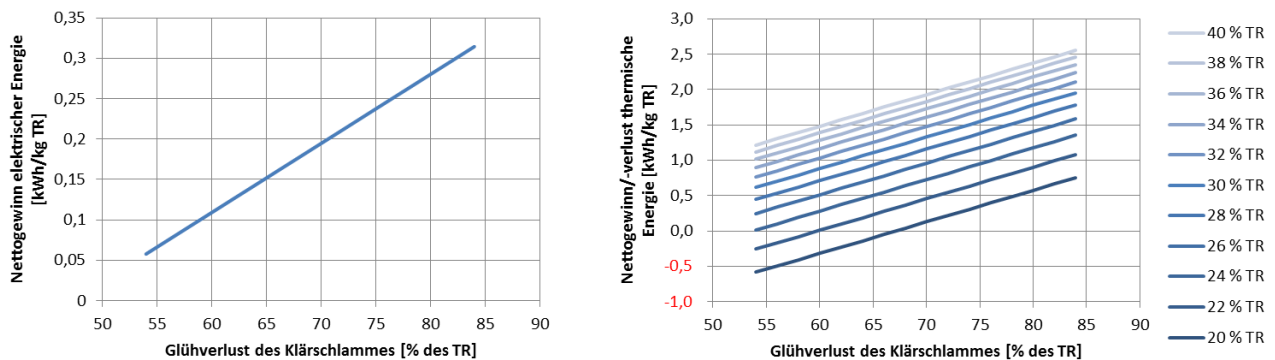 Nettogewinn elektrischer Energie
[kWh/kg TR]
0,35
0,3
0,25
0,2
0,15
0,1
0,05
0
50 55 60 65 70 75 80 85 90
Glühverlust des Klärschlammes [% des TR]
Nettogewinn/-verlust thermische
Energie [kWh/kg TR]
3,0
2,5
2,0
1,5
1,0
0,5
0,0
-0,5
-1,0
50 55 60 65 70 75 80 85 90
Glühverlust des Klärschlammes [% des TR]
40 % TR
38 % TR
36 % TR
34 % TR
32 % TR
30 % TR
28 % TR
26 % TR
24 % TR
22 % TR
20 % TR